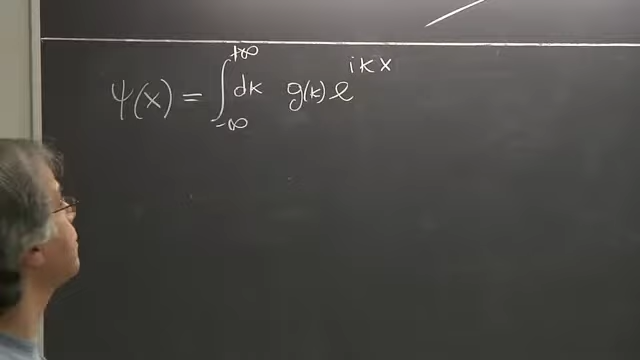 ψ(x) = ∫_{-∞}^{+∞} dk g(k) e^{ikx}